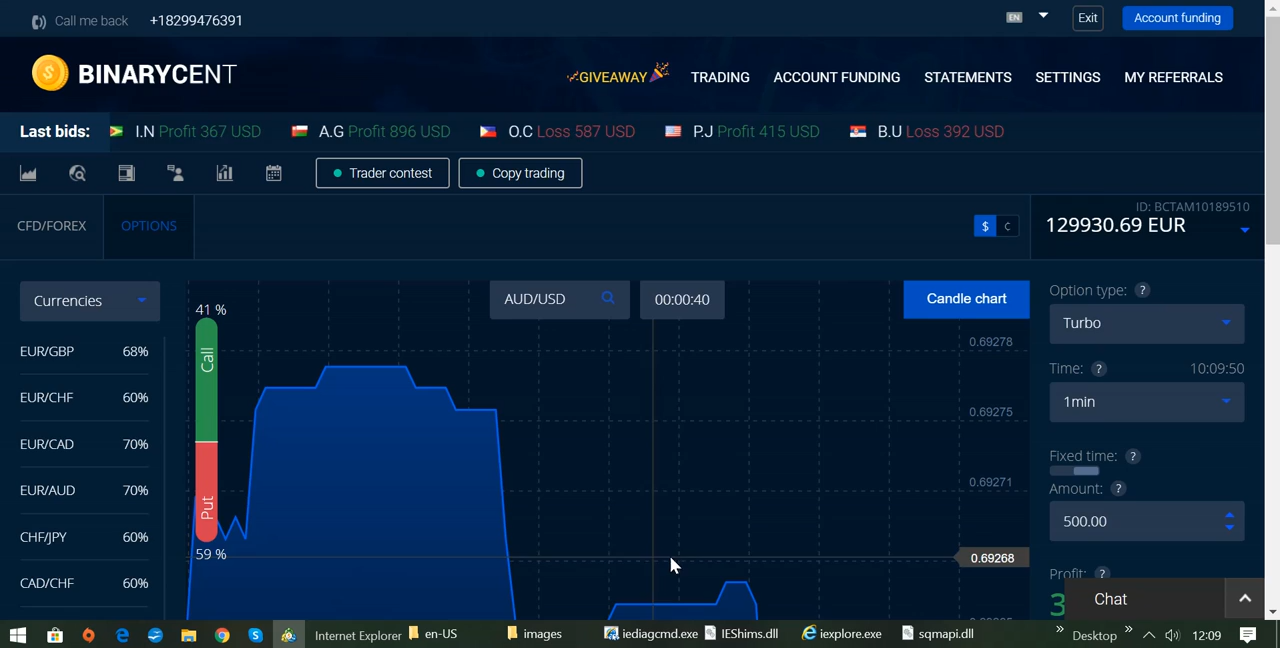 Call me back +18299476391 EN Exit Account funding
BINARYCENT GIVEAWAY TRADING ACCOUNT FUNDING STATEMENTS SETTINGS MY REFERRALS
Last bids: I.N Profit 367 USD A.G Profit 896 USD O.C Loss 587 USD P.J Profit 415 USD B.U Loss 392 USD
Trader contest Copy trading
ID: BCTAM10189510
CFD/FOREX OPTIONS $ C 129930.69 EUR
Currencies AUD/USD 00:00:40 Candle chart
41 %
Call
Put
59 %
EUR/GBP 68%
EUR/CHF 60%
EUR/CAD 70%
EUR/AUD 70%
CHF/JPY 60%
CAD/CHF 60%
0.69278
0.69275
0.69271
0.69268
Option type: ?
Turbo
Time: ? 10:09:50
1min
Fixed time: ?
Amount: ?
500.00
Profit: ?
3
Chat
Internet Explorer en-US images iediagcmd.exe IEShims.dll iexplore.exe sqmapi.dll » Desktop » 12:09